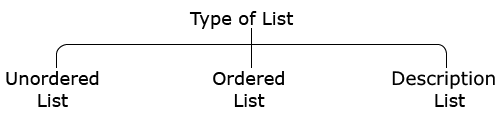 Type of List
Unordered List
Ordered List
Description List